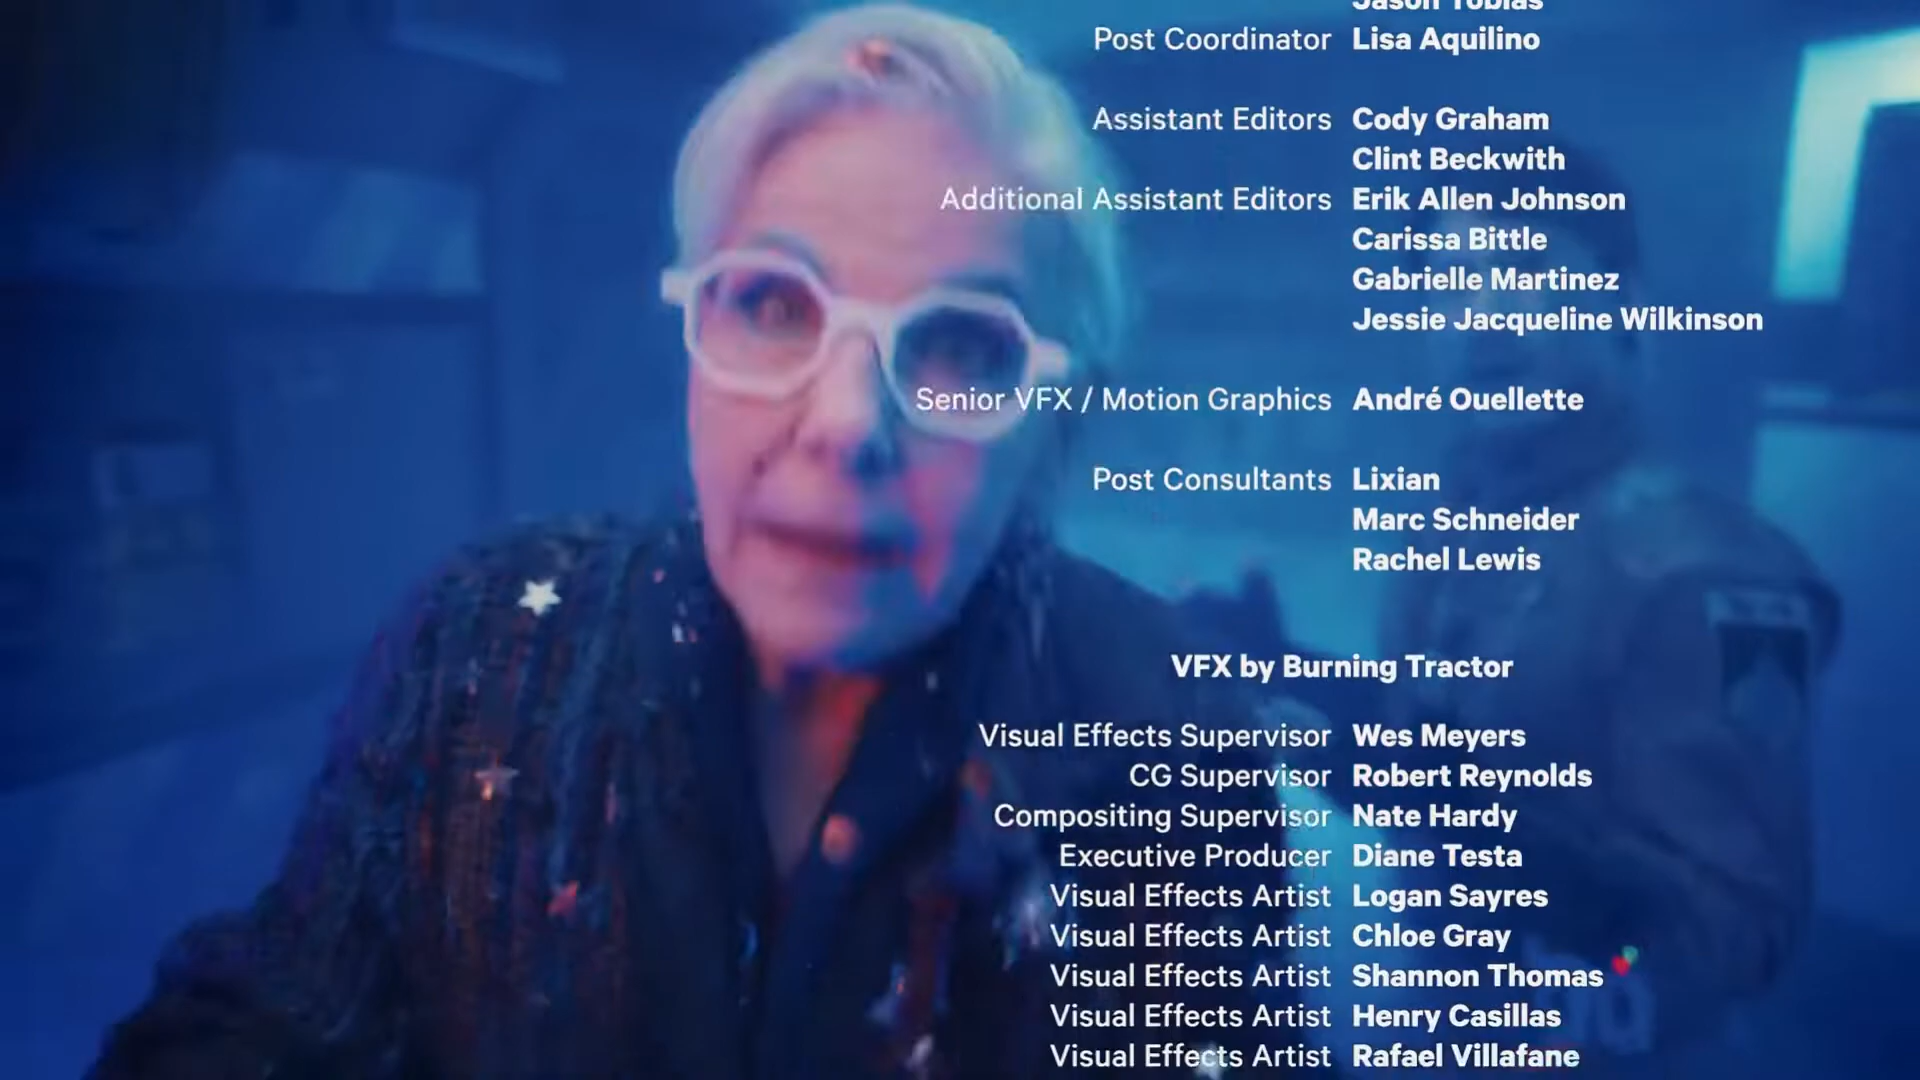 Jason Tobias
Post Coordinator Lisa Aquilino
Assistant Editors Cody Graham
Clint Beckwith
Additional Assistant Editors Erik Allen Johnson
Carissa Bittle
Gabrielle Martinez
Jessie Jacqueline Wilkinson
Senior VFX / Motion Graphics André Ouellette
Post Consultants Lixian
Marc Schneider
Rachel Lewis
VFX by Burning Tractor
Visual Effects Supervisor Wes Meyers
CG Supervisor Robert Reynolds
Compositing Supervisor Nate Hardy
Executive Producer Diane Testa
Visual Effects Artist Logan Sayres
Visual Effects Artist Chloe Gray
Visual Effects Artist Shannon Thomas
Visual Effects Artist Henry Casillas
Visual Effects Artist Rafael Villafane